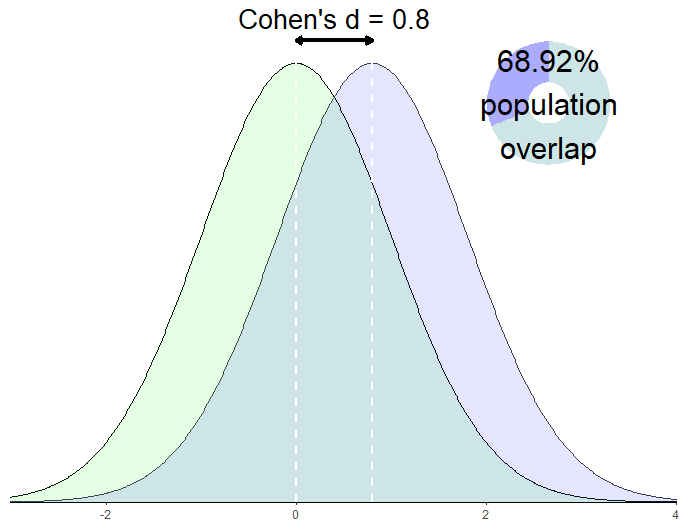 Cohen's d = 0.8
68.92%
population
overlap
-2 0 2 4